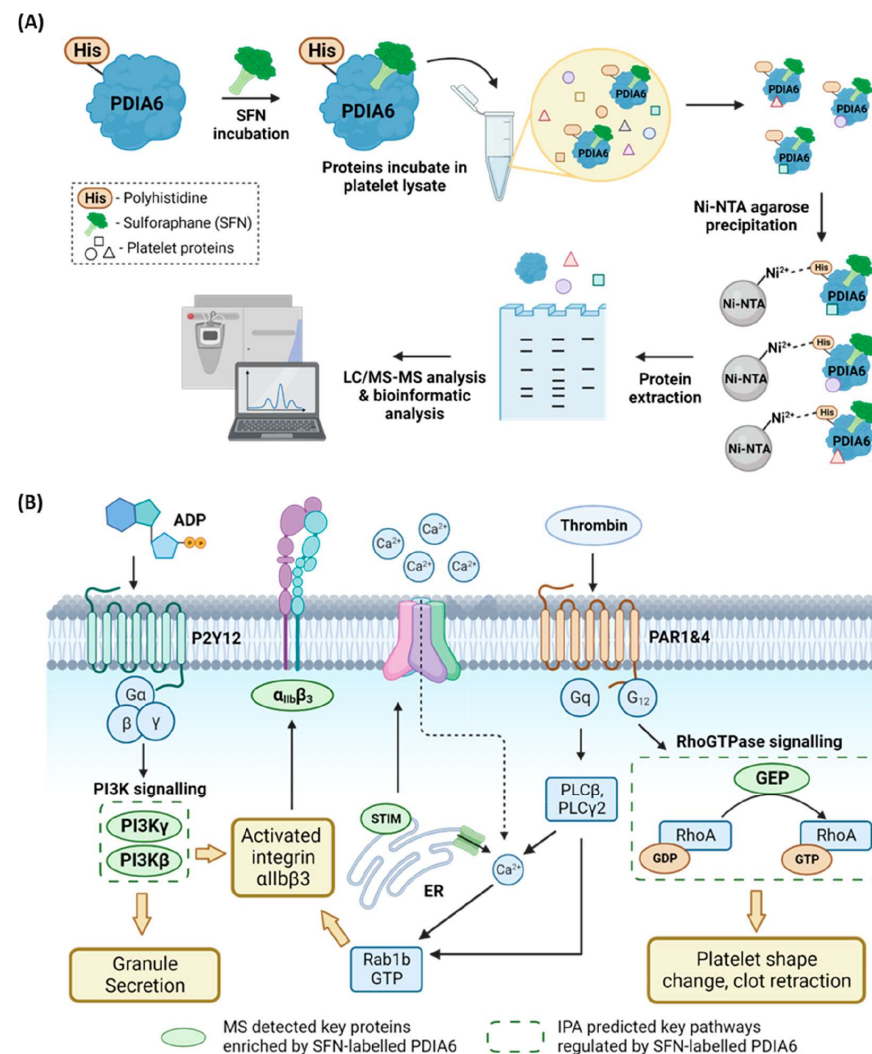 (A)
His
PDIA6
SFN
incubation
His
PDIA6
Proteins incubate in
platelet lysate
PDIA6
PDIA6
PDIA6
PDIA6
PDIA6
His - Polyhistidine
- Sulforaphane (SFN)
- Platelet proteins
Ni-NTA agarose
precipitation
Ni-NTA
Ni²⁺
His
PDIA6
Ni-NTA
Ni²⁺
His
PDIA6
Ni-NTA
Ni²⁺
His
PDIA6
Protein
extraction
LC/MS-MS analysis
& bioinformatic
analysis
(B)
ADP
P P
P2Y12
Gα
β
γ
PI3K signalling
PI3Kγ
PI3Kβ
Granule
Secretion
αIIbβ3
Activated
integrin
αIIbβ3
Ca²⁺
Ca²⁺
Ca²⁺
Ca²⁺
STIM
ER
Ca²⁺
Rab1b
GTP
Thrombin
PAR1&4
Gq
G₁₂
PLCβ,
PLCγ2
RhoGTPase signalling
GEP
RhoA
GDP
RhoA
GTP
Platelet shape
change, clot retraction
MS detected key proteins
enriched by SFN-labelled PDIA6
IPA predicted key pathways
regulated by SFN-labelled PDIA6